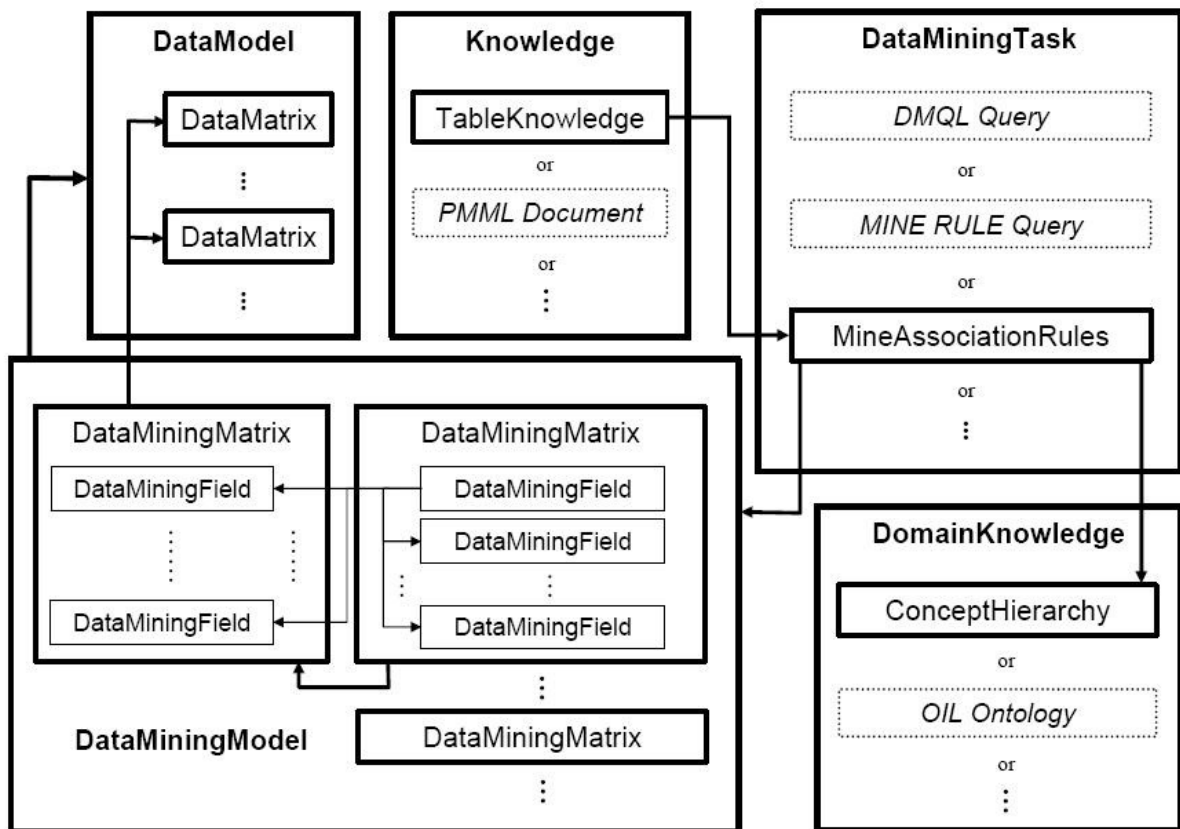 DataModel
DataMatrix
DataMatrix
Knowledge
TableKnowledge
or
PMML Document
or
DataMiningTask
DMQL Query
or
MINE RULE Query
or
MineAssociationRules
or
DataMiningMatrix
DataMiningField
DataMiningField
DataMiningMatrix
DataMiningField
DataMiningField
DataMiningField
DataMiningModel
DataMiningMatrix
DomainKnowledge
ConceptHierarchy
or
OIL Ontology
or